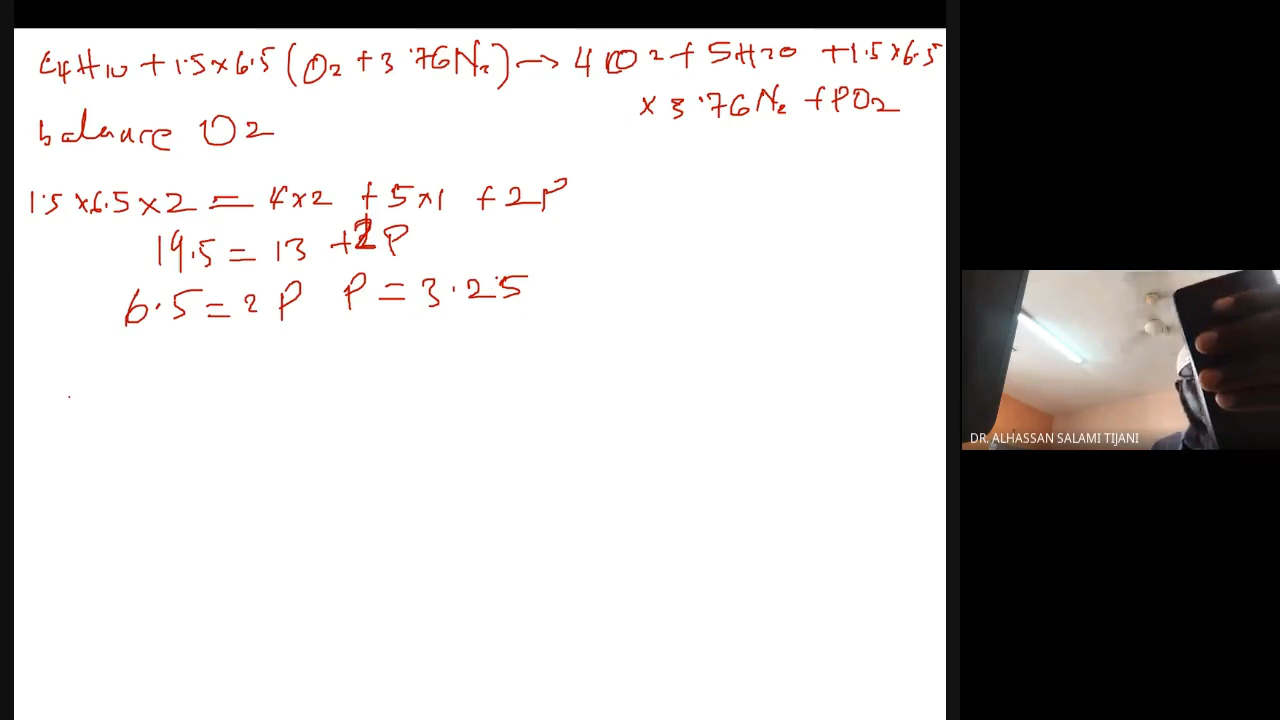 C4H10 + 1.5×6.5 (O2 + 3.76N2) → 4CO2 + 5H2O + 1.5×6.5
× 3.76N2 + PO2
balance O2
1.5×6.5×2 = 4×2 + 5×1 + 2P
19.5 = 13 + 2P
6.5 = 2P P = 3.25
DR. ALHASSAN SALAMI TIJANI